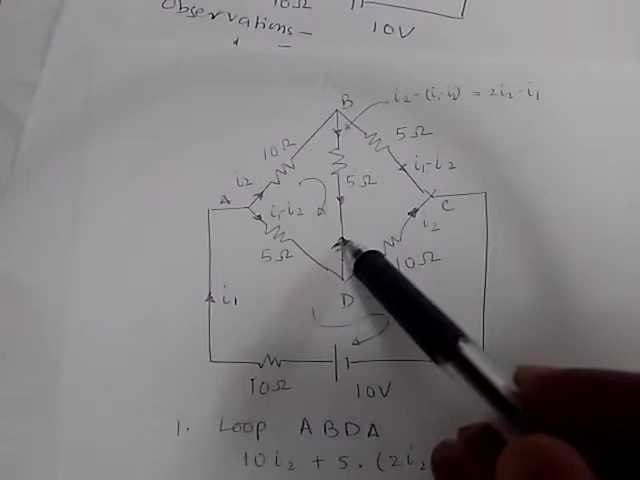 10Ω
Observations-
10V
B
i2-(i1-i2) = 2i2-i1
10Ω
5Ω
i2
i1-i2
A
i1-i2
5Ω
C
i2
5Ω
10Ω
D
i1
10Ω
10V
1. Loop ABDA
10i2 + 5.(2i2